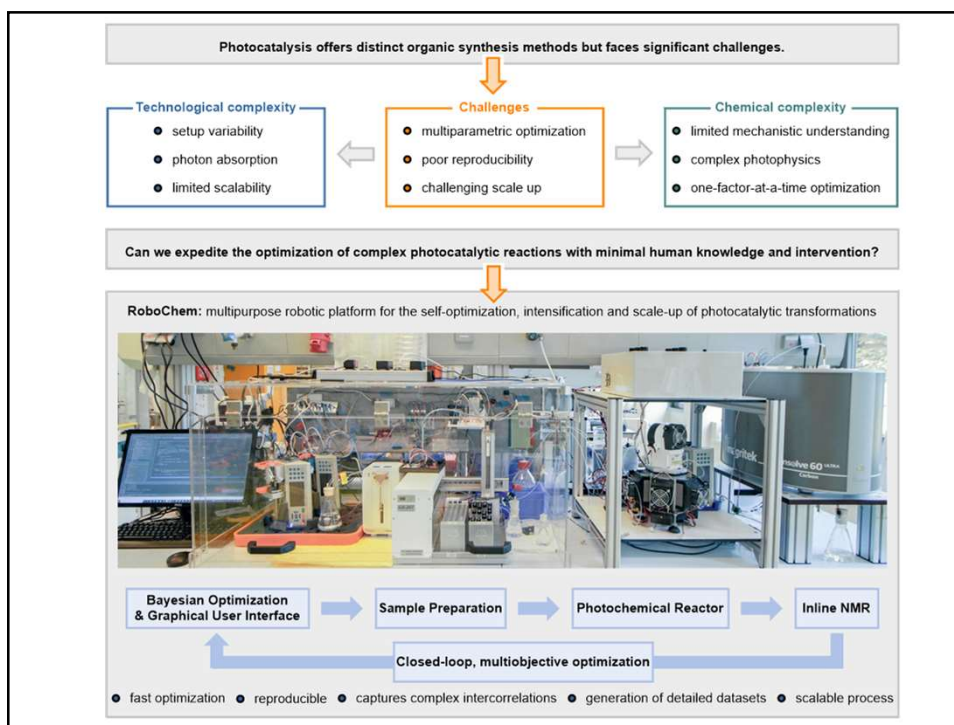 Photocatalysis offers distinct organic synthesis methods but faces significant challenges.
Technological complexity
setup variability
photon absorption
limited scalability
Challenges
multiparametric optimization
poor reproducibility
challenging scale up
Chemical complexity
limited mechanistic understanding
complex photophysics
one-factor-at-a-time optimization
Can we expedite the optimization of complex photocatalytic reactions with minimal human knowledge and intervention?
RoboChem: multipurpose robotic platform for the self-optimization, intensification and scale-up of photocatalytic transformations
gritek
nsolve 60 ULTRA
Carbon
Bayesian Optimization
& Graphical User Interface
Sample Preparation
Photochemical Reactor
Inline NMR
Closed-loop, multiobjective optimization
fast optimization
reproducible
captures complex intercorrelations
generation of detailed datasets
scalable process